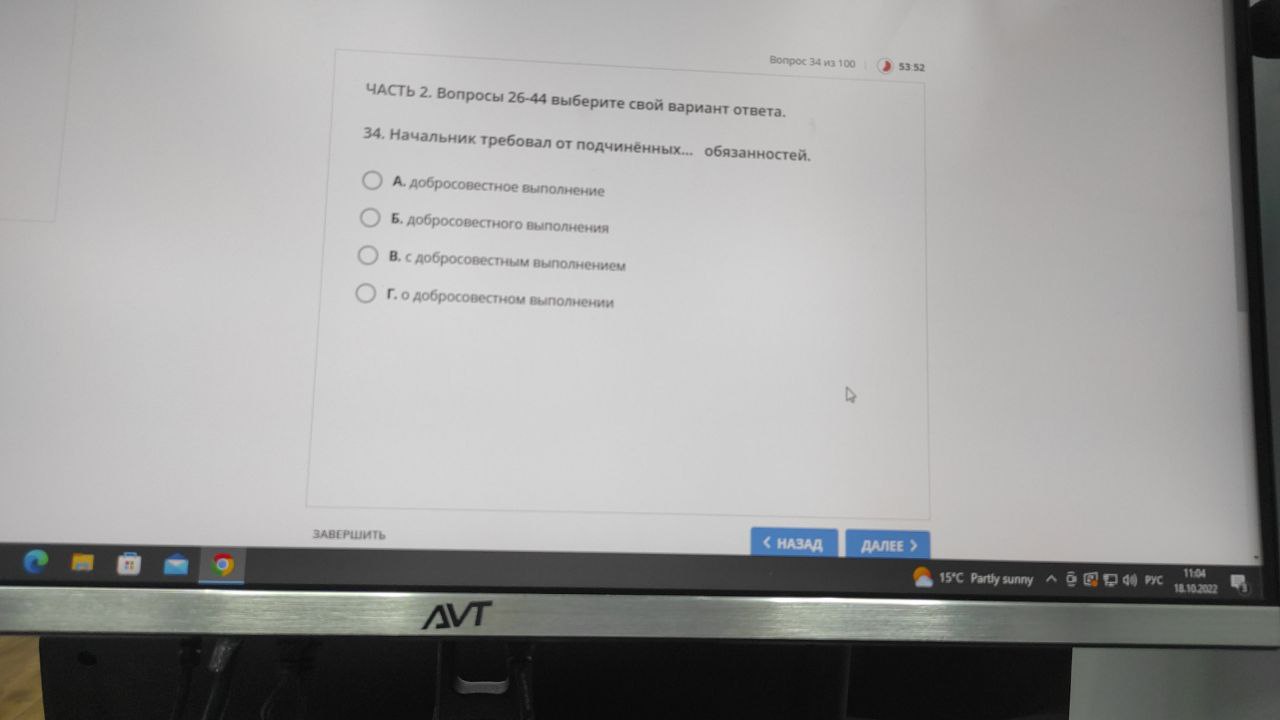 Вопрос 34 из 100 | 53:52
ЧАСТЬ 2. Вопросы 26-44 выберите свой вариант ответа.
34. Начальник требовал от подчинённых... обязанностей.
А. добросовестное выполнение
Б. добросовестного выполнения
В. с добросовестным выполнением
Г. о добросовестном выполнении
ЗАВЕРШИТЬ
НАЗАД
ДАЛЕЕ
15°C Partly sunny
РУС
11:04
18.10.2022
3
AVT